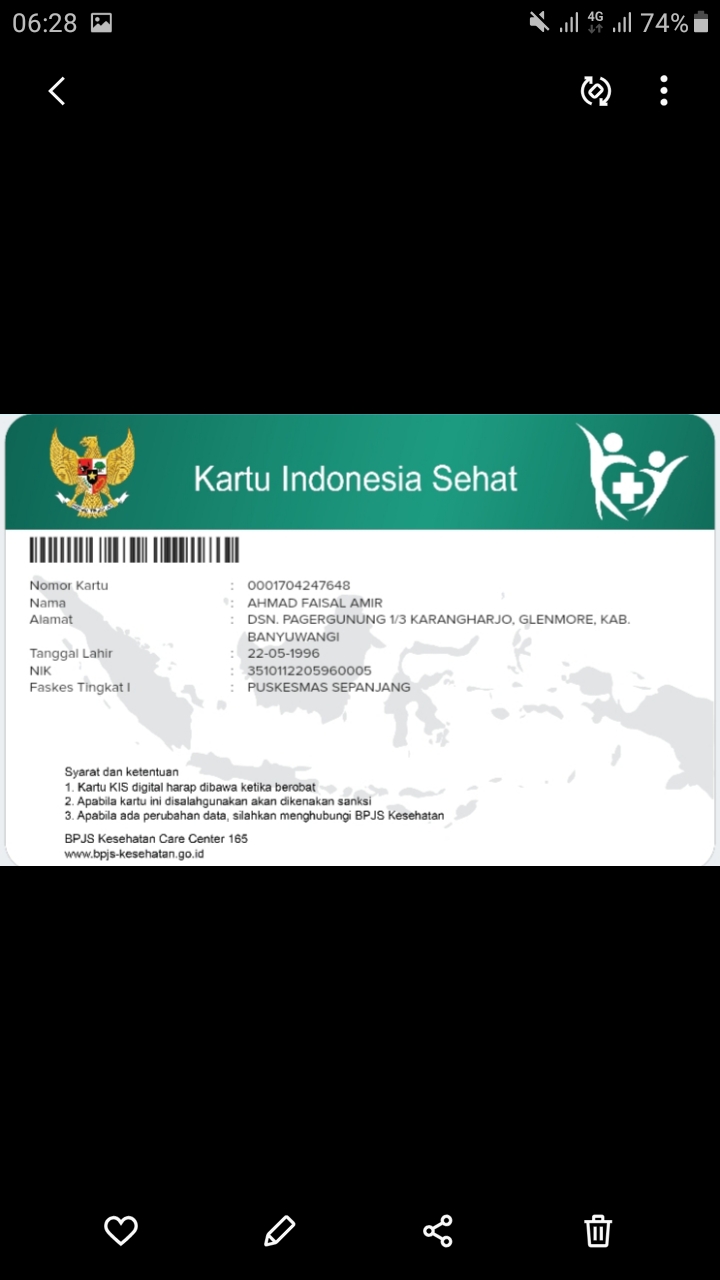 06:28
4G
74%
Kartu Indonesia Sehat
Nomor Kartu : 0001704247648
Nama : AHMAD FAISAL AMIR
Alamat : DSN. PAGERGUNUNG 1/3 KARANGHARJO, GLENMORE, KAB.
BANYUWANGI
Tanggal Lahir : 22-05-1996
NIK : 3510112205960005
Faskes Tingkat I : PUSKESMAS SEPANJANG
Syarat dan ketentuan
1. Kartu KIS digital harap dibawa ketika berobat
2. Apabila kartu ini disalahgunakan akan dikenakan sanksi
3. Apabila ada perubahan data, silahkan menghubungi BPJS Kesehatan
BPJS Kesehatan Care Center 165
www.bpjs-kesehatan.go.id